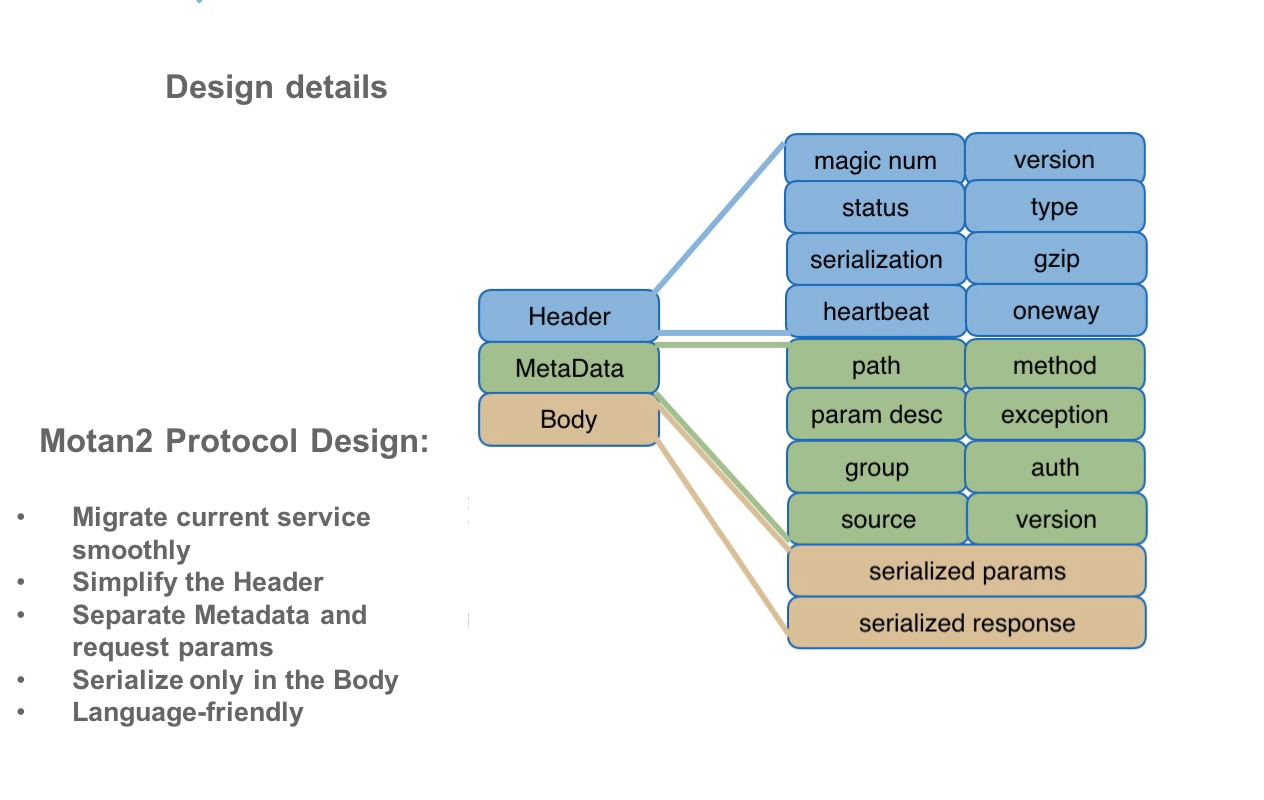 Design details
Motan2 Protocol Design:
• Migrate current service
smoothly
• Simplify the Header
• Separate Metadata and
request params
• Serialize only in the Body
• Language-friendly
Header
MetaData
Body
magic num version
status type
serialization gzip
heartbeat oneway
path method
param desc exception
group auth
source version
serialized params
serialized response